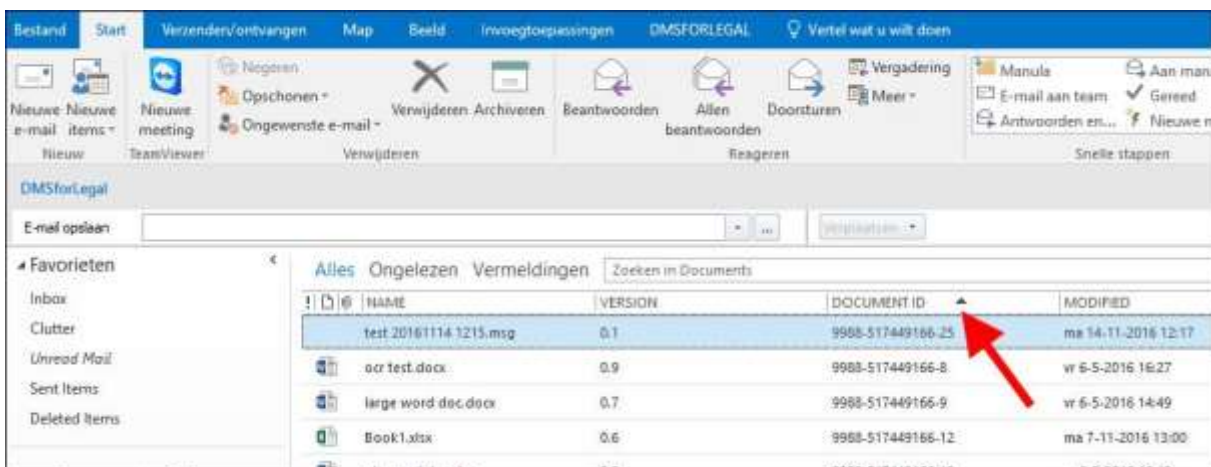 Bestand Start Verzenden/ontvangen Map Beeld Invoegtoepassingen DMSFORLEGAL Vertel wat u wilt doen
Negeren
Opschonen
Ongewenste e-mail
Nieuwe e-mail
Nieuwe items
Nieuwe meeting
Verwijderen Archiveren
Beantwoorden
Allen beantwoorden
Doorsturen
Vergadering
Meer
Manula
E-mail aan team
Antwoorden en...
Aan man
Gereed
Nieuwe
Nieuw TeamViewer Verwijderen Reageren Snelle stappen
DMSforLegal
E-mail opslaan ... Verplaatsen
Favorieten
Inbox
Clutter
Unread Mail
Sent Items
Deleted Items
Alles Ongelezen Vermeldingen Zoeken in Documents
! NAME VERSION DOCUMENT ID MODIFIED
test 20161114 1215.msg 0.1 9988-517449166-25 ma 14-11-2016 12:17
ocr test.docx 0.9 9988-517449166-8 vr 6-5-2016 16:27
large word doc.docx 0.7 9988-517449166-9 vr 6-5-2016 14:49
Book1.xlsx 0.6 9988-517449166-12 ma 7-11-2016 13:00